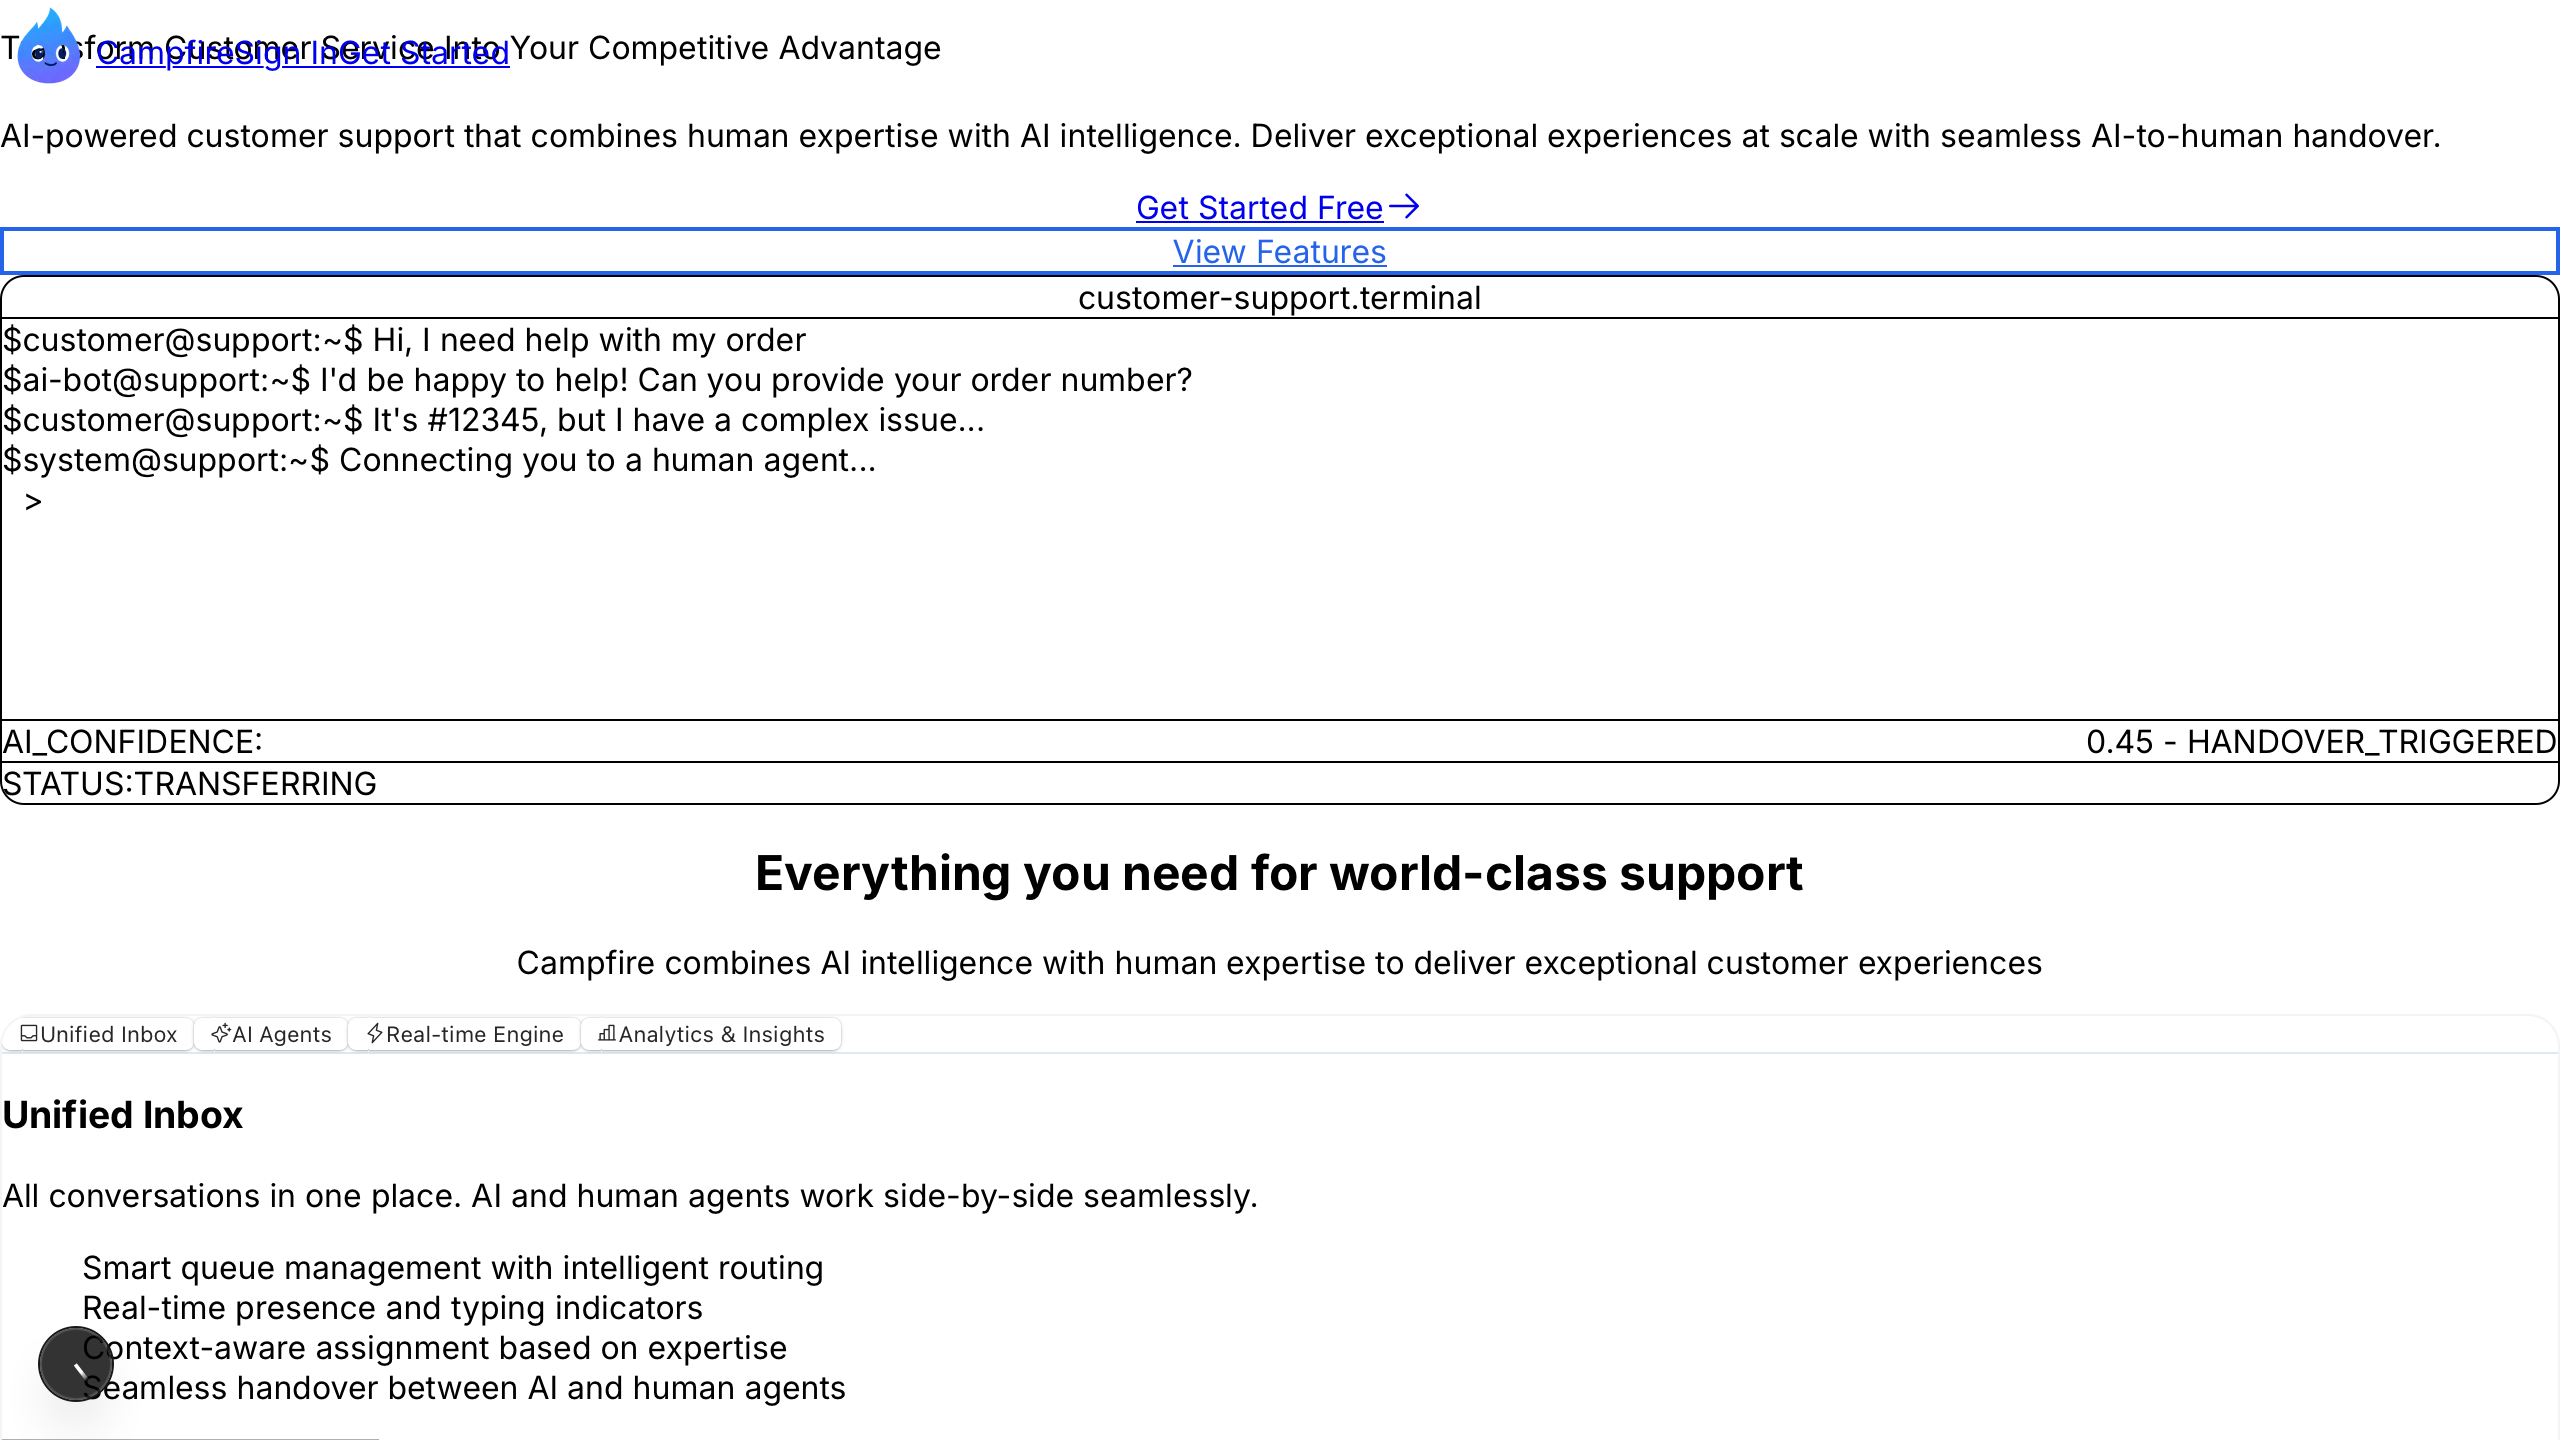 CampfireSign InGet Started
Transform Customer Service Into Your Competitive Advantage
AI-powered customer support that combines human expertise with AI intelligence. Deliver exceptional experiences at scale with seamless AI-to-human handover.
Get Started Free
View Features
customer-support.terminal
$customer@support:~$ Hi, I need help with my order
$ai-bot@support:~$ I'd be happy to help! Can you provide your order number?
$customer@support:~$ It's #12345, but I have a complex issue...
$system@support:~$ Connecting you to a human agent...
>
AI_CONFIDENCE: 0.45 - HANDOVER_TRIGGERED
STATUS:TRANSFERRING
Everything you need for world-class support
Campfire combines AI intelligence with human expertise to deliver exceptional customer experiences
Unified Inbox AI Agents Real-time Engine Analytics & Insights
Unified Inbox
All conversations in one place. AI and human agents work side-by-side seamlessly.
Smart queue management with intelligent routing
Real-time presence and typing indicators
Context-aware assignment based on expertise
Seamless handover between AI and human agents